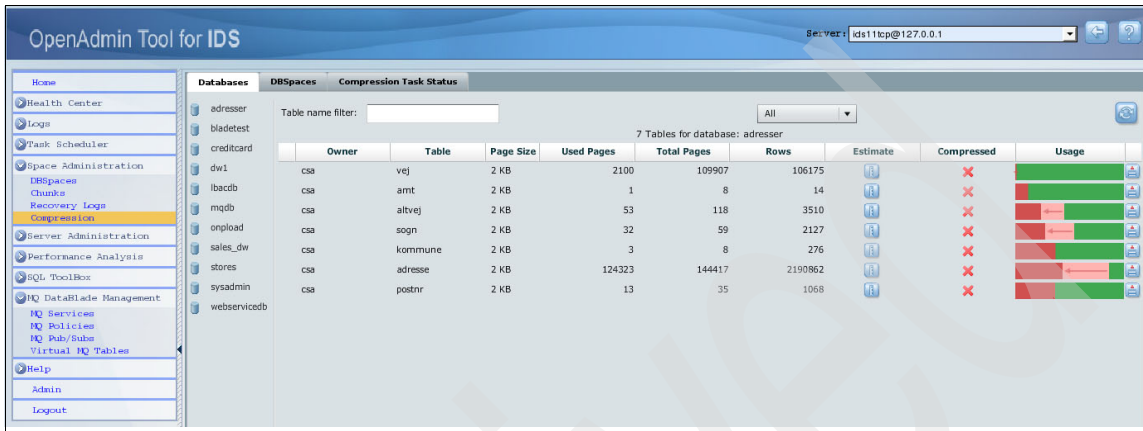 OpenAdmin Tool for IDS
Server: ids11tcp@127.0.0.1
Home
Health Center
Logs
Task Scheduler
Space Administration
DBSpaces
Chunks
Recovery Logs
Compression
Server Administration
Performance Analysis
SQL ToolBox
MQ DataBlade Management
MQ Services
MQ Policies
MQ Pub/Subs
Virtual MQ Tables
Help
Admin
Logout
Databases DBSpaces Compression Task Status
adresser
bladetest
creditcard
dw1
lbacdb
mqdb
onpload
sales_dw
stores
sysadmin
webservicedb
Table name filter: All
7 Tables for database: adresser
Owner Table Page Size Used Pages Total Pages Rows Estimate Compressed Usage
csa vej 2 KB 2100 109907 106175
csa amt 2 KB 1 8 14
csa altvej 2 KB 53 118 3510
csa sogn 2 KB 32 59 2127
csa kommune 2 KB 3 8 276
csa adresse 2 KB 124323 144417 2190862
csa postnr 2 KB 13 35 1068